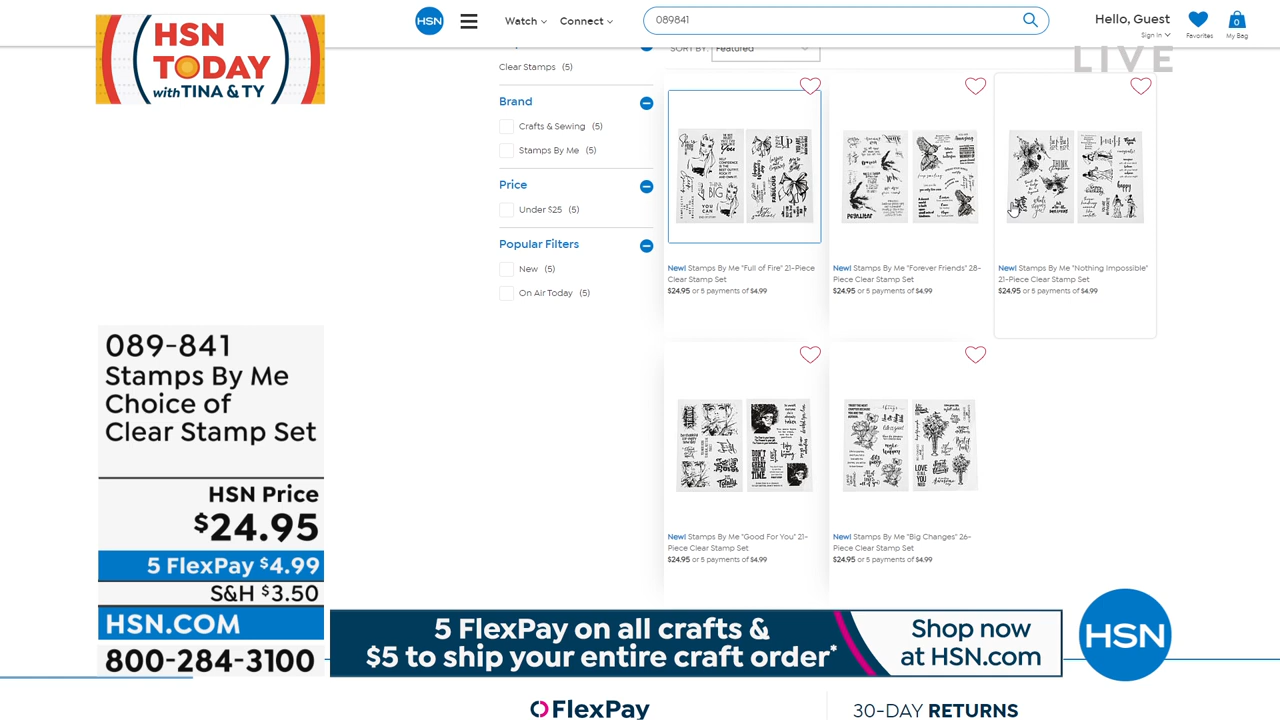 HSN
TODAY
with TINA & TY
HSN
Watch
Connect
089841
Hello, Guest
Sign in
Favorites
0
My Bag
LIVE
SORT BY: Featured
Clear Stamps (5)
Brand
Crafts & Sewing (5)
Stamps By Me (5)
Price
Under $25 (5)
Popular Filters
New (5)
On Air Today (5)
New! Stamps By Me "Full of Fire" 21-Piece
Clear Stamp Set
$24.95 or 5 payments of $4.99
New! Stamps By Me "Forever Friends" 28-
Piece Clear Stamp Set
$24.95 or 5 payments of $4.99
New! Stamps By Me "Nothing Impossible"
21-Piece Clear Stamp Set
$24.95 or 5 payments of $4.99
New! Stamps By Me "Good For You" 21-
Piece Clear Stamp Set
$24.95 or 5 payments of $4.99
New! Stamps By Me "Big Changes" 26-
Piece Clear Stamp Set
$24.95 or 5 payments of $4.99
089-841
Stamps By Me
Choice of
Clear Stamp Set
HSN Price
$24.95
5 FlexPay $4.99
S&H $3.50
HSN.COM
800-284-3100
5 FlexPay on all crafts &
$5 to ship your entire craft order*
Shop now
at HSN.com
HSN
FlexPay
30-DAY RETURNS